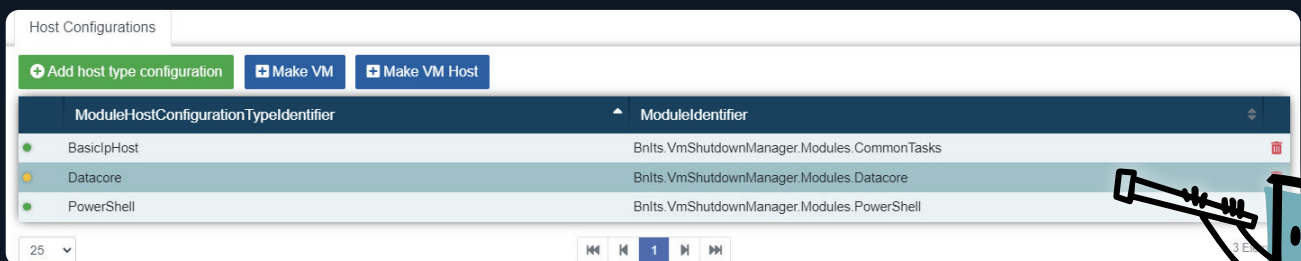 Host Configurations
Add host type configuration Make VM Make VM Host
ModuleHostConfigurationTypeIdentifier ModuleIdentifier
BasicIpHost BnIts.VmShutdownManager.Modules.CommonTasks
Datacore BnIts.VmShutdownManager.Modules.Datacore
PowerShell BnIts.VmShutdownManager.Modules.PowerShell
25 1 3